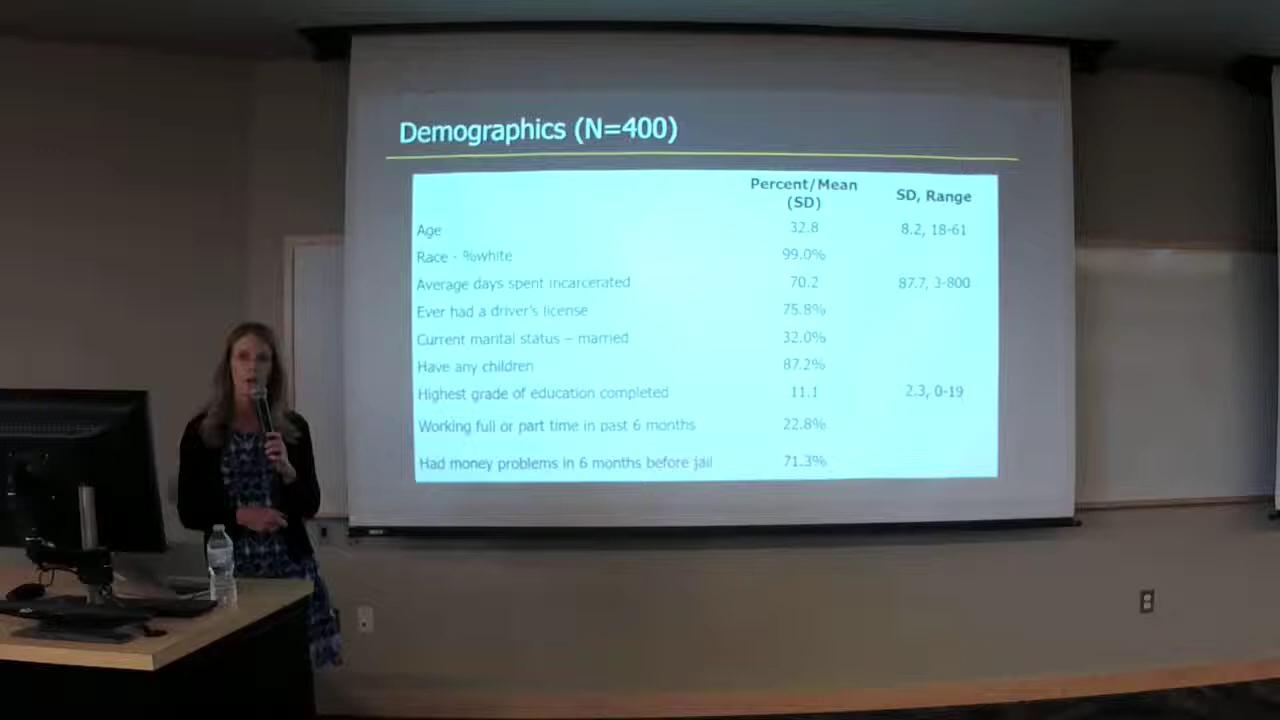 Demographics (N=400)
Percent/Mean
(SD)
SD, Range
Age 32.8 8.2, 18-61
Race - %white 99.0%
Average days spent incarcerated 70.2 87.7, 3-800
Ever had a driver's license 75.8%
Current marital status – married 32.0%
Have any children 87.2%
Highest grade of education completed 11.1 2.3, 0-19
Working full or part time in past 6 months 22.8%
Had money problems in 6 months before jail 71.3%